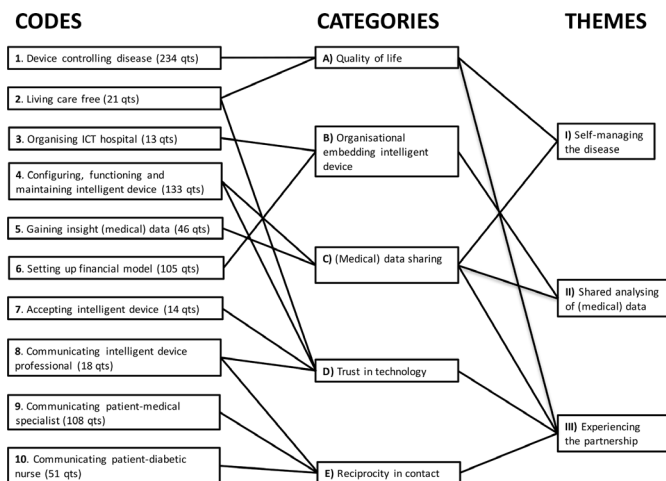 CODES
CATEGORIES
THEMES
1. Device controlling disease (234 qts)
2. Living care free (21 qts)
3. Organising ICT hospital (13 qts)
4. Configuring, functioning and
maintaining intelligent device (133 qts)
5. Gaining insight (medical) data (46 qts)
6. Setting up financial model (105 qts)
7. Accepting intelligent device (14 qts)
8. Communicating intelligent device
professional (18 qts)
9. Communicating patient-medical
specialist (108 qts)
10. Communicating patient-diabetic
nurse (51 qts)
A) Quality of life
B) Organisational
embedding intelligent
device
C) (Medical) data sharing
D) Trust in technology
E) Reciprocity in contact
I) Self-managing
the disease
II) Shared analysing
of (medical) data
III) Experiencing
the partnership